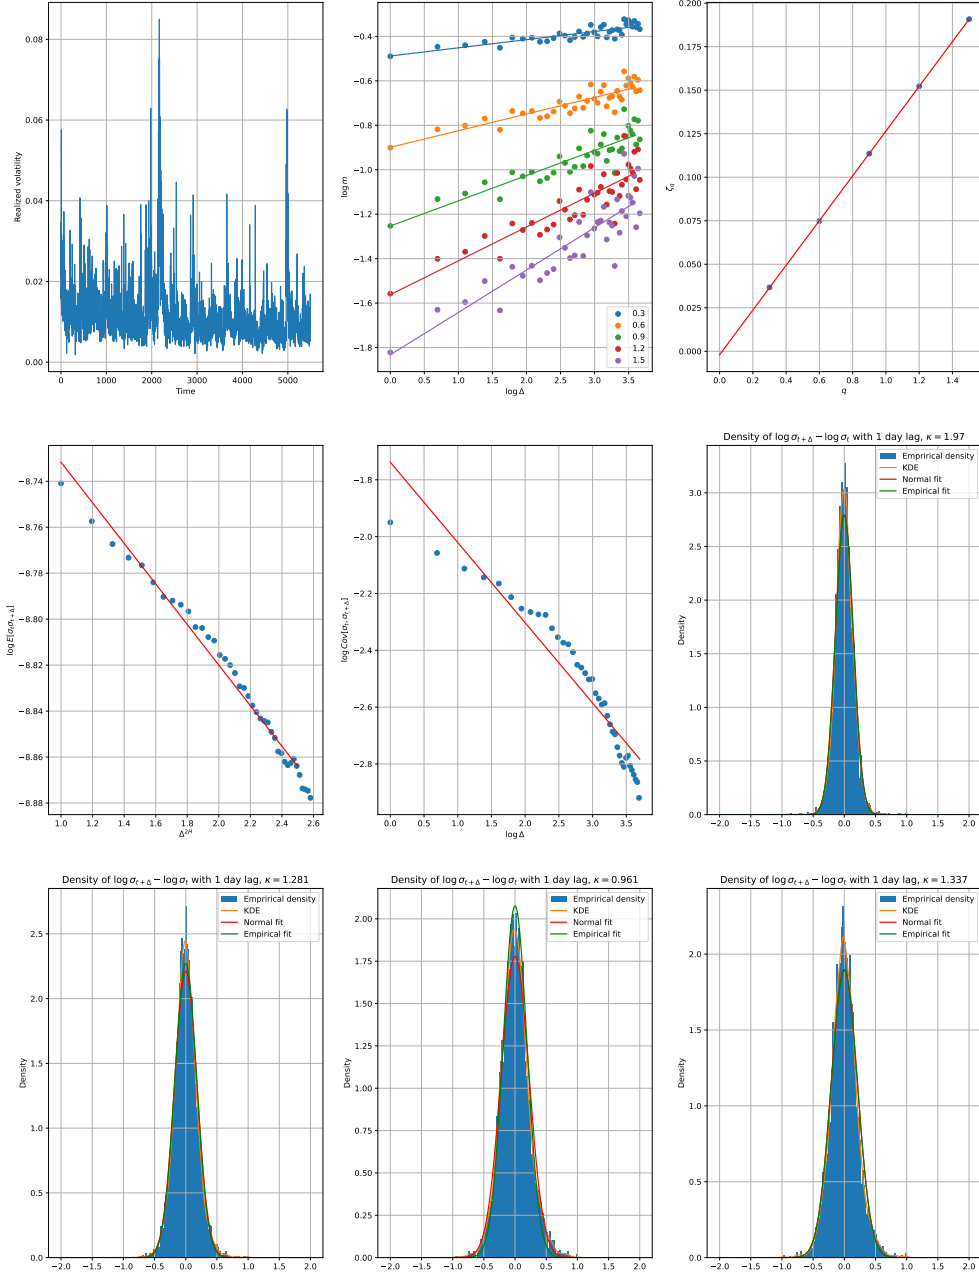 0.08
0.06
0.04
0.02
0.00
Realized volatility
0 1000 2000 3000 4000 5000
Time
−0.4
−0.6
−0.8
−1.0
−1.2
−1.4
−1.6
−1.8
log m
0.3
0.6
0.9
1.2
1.5
0.0 0.5 1.0 1.5 2.0 2.5 3.0 3.5
log Δ
0.200
0.175
0.150
0.125
0.100
0.075
0.050
0.025
0.000
ζq
0.0 0.2 0.4 0.6 0.8 1.0 1.2 1.4
q
−8.74
−8.76
−8.78
−8.80
−8.82
−8.84
−8.86
−8.88
log E[σtσt+Δ]
1.0 1.2 1.4 1.6 1.8 2.0 2.2 2.4 2.6
Δ2H
−1.8
−2.0
−2.2
−2.4
−2.6
−2.8
log Cov[σt, σt+Δ]
0.0 0.5 1.0 1.5 2.0 2.5 3.0 3.5
log Δ
Density of log σt+Δ − log σt with 1 day lag, κ = 1.97
Emprirical density
KDE
Normal fit
Empirical fit
3.0
2.5
2.0
1.5
1.0
0.5
0.0
Density
−2.0 −1.5 −1.0 −0.5 0.0 0.5 1.0 1.5 2.0
Density of log σt+Δ − log σt with 1 day lag, κ = 1.281
Emprirical density
KDE
Normal fit
Empirical fit
2.5
2.0
1.5
1.0
0.5
0.0
Density
−2.0 −1.5 −1.0 −0.5 0.0 0.5 1.0 1.5 2.0
Density of log σt+Δ − log σt with 1 day lag, κ = 0.961
Emprirical density
KDE
Normal fit
Empirical fit
2.00
1.75
1.50
1.25
1.00
0.75
0.50
0.25
0.00
Density
−2.0 −1.5 −1.0 −0.5 0.0 0.5 1.0 1.5 2.0
Density of log σt+Δ − log σt with 1 day lag, κ = 1.337
Emprirical density
KDE
Normal fit
Empirical fit
2.0
1.5
1.0
0.5
0.0
Density
−2.0 −1.5 −1.0 −0.5 0.0 0.5 1.0 1.5 2.0